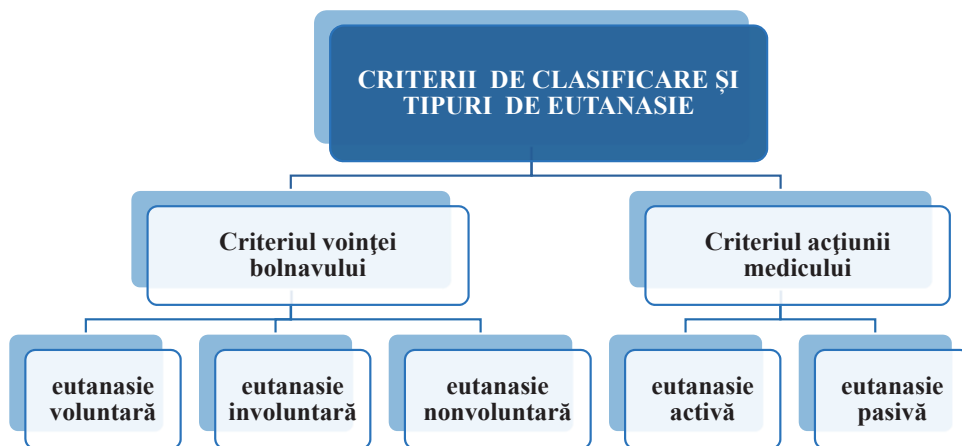 CRITERII DE CLASIFICARE ȘI
TIPURI DE EUTANASIE
Criteriul voinţei
bolnavului
Criteriul acţiunii
medicului
eutanasie
voluntară
eutanasie
involuntară
eutanasie
nonvoluntară
eutanasie
activă
eutanasie
pasivă